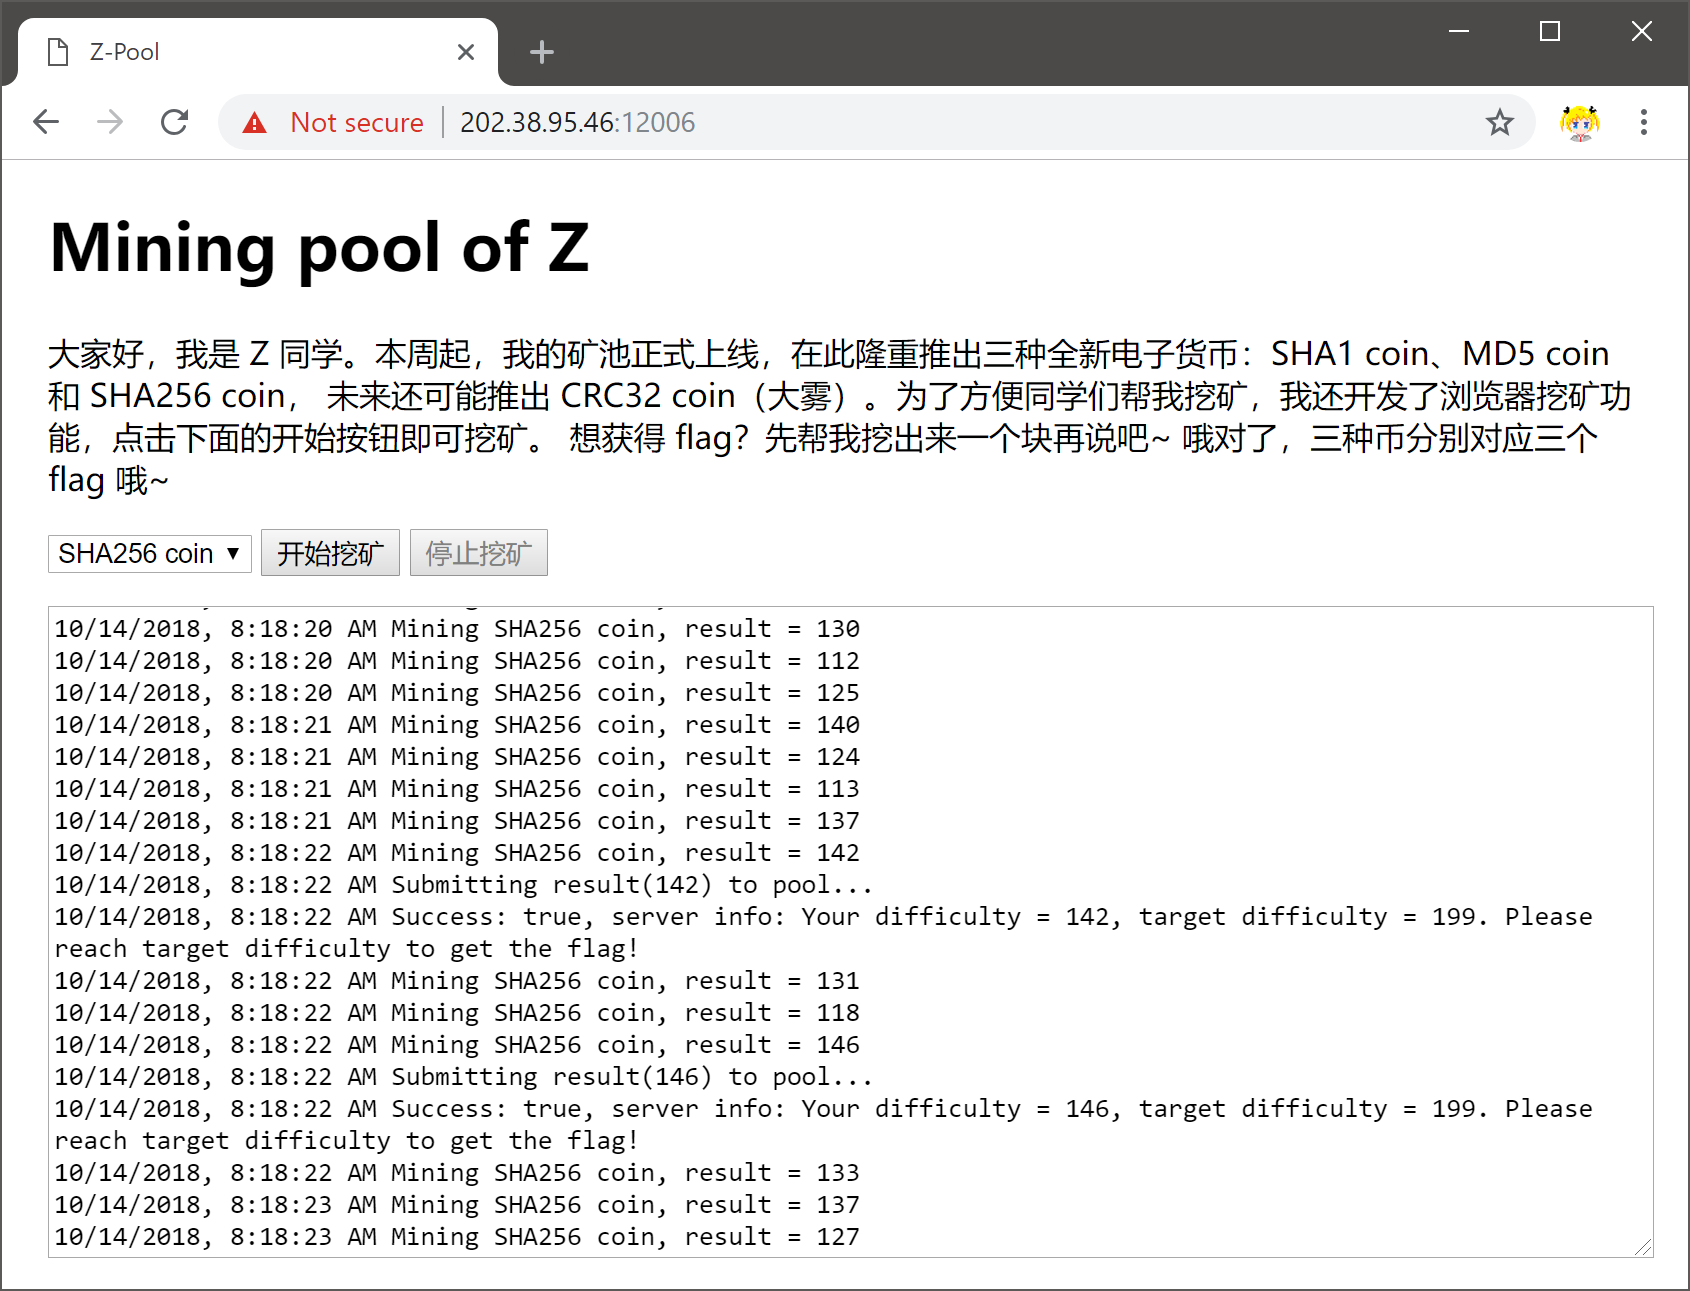 Z-Pool
Not secure
202.38.95.46:12006
Mining pool of Z
大家好，我是 Z 同学。本周起，我的矿池正式上线，在此隆重推出三种全新电子货币：SHA1 coin、MD5 coin
和 SHA256 coin， 未来还可能推出 CRC32 coin（大雾）。为了方便同学们帮我挖矿，我还开发了浏览器挖矿功
能，点击下面的开始按钮即可挖矿。 想获得 flag？先帮我挖出来一个块再说吧~ 哦对了，三种币分别对应三个
flag 哦~
SHA256 coin 开始挖矿 停止挖矿
10/14/2018, 8:18:20 AM Mining SHA256 coin, result = 130
10/14/2018, 8:18:20 AM Mining SHA256 coin, result = 112
10/14/2018, 8:18:20 AM Mining SHA256 coin, result = 125
10/14/2018, 8:18:21 AM Mining SHA256 coin, result = 140
10/14/2018, 8:18:21 AM Mining SHA256 coin, result = 124
10/14/2018, 8:18:21 AM Mining SHA256 coin, result = 113
10/14/2018, 8:18:21 AM Mining SHA256 coin, result = 137
10/14/2018, 8:18:22 AM Mining SHA256 coin, result = 142
10/14/2018, 8:18:22 AM Submitting result(142) to pool...
10/14/2018, 8:18:22 AM Success: true, server info: Your difficulty = 142, target difficulty = 199. Please
reach target difficulty to get the flag!
10/14/2018, 8:18:22 AM Mining SHA256 coin, result = 131
10/14/2018, 8:18:22 AM Mining SHA256 coin, result = 118
10/14/2018, 8:18:22 AM Mining SHA256 coin, result = 146
10/14/2018, 8:18:22 AM Submitting result(146) to pool...
10/14/2018, 8:18:22 AM Success: true, server info: Your difficulty = 146, target difficulty = 199. Please
reach target difficulty to get the flag!
10/14/2018, 8:18:22 AM Mining SHA256 coin, result = 133
10/14/2018, 8:18:23 AM Mining SHA256 coin, result = 137
10/14/2018, 8:18:23 AM Mining SHA256 coin, result = 127